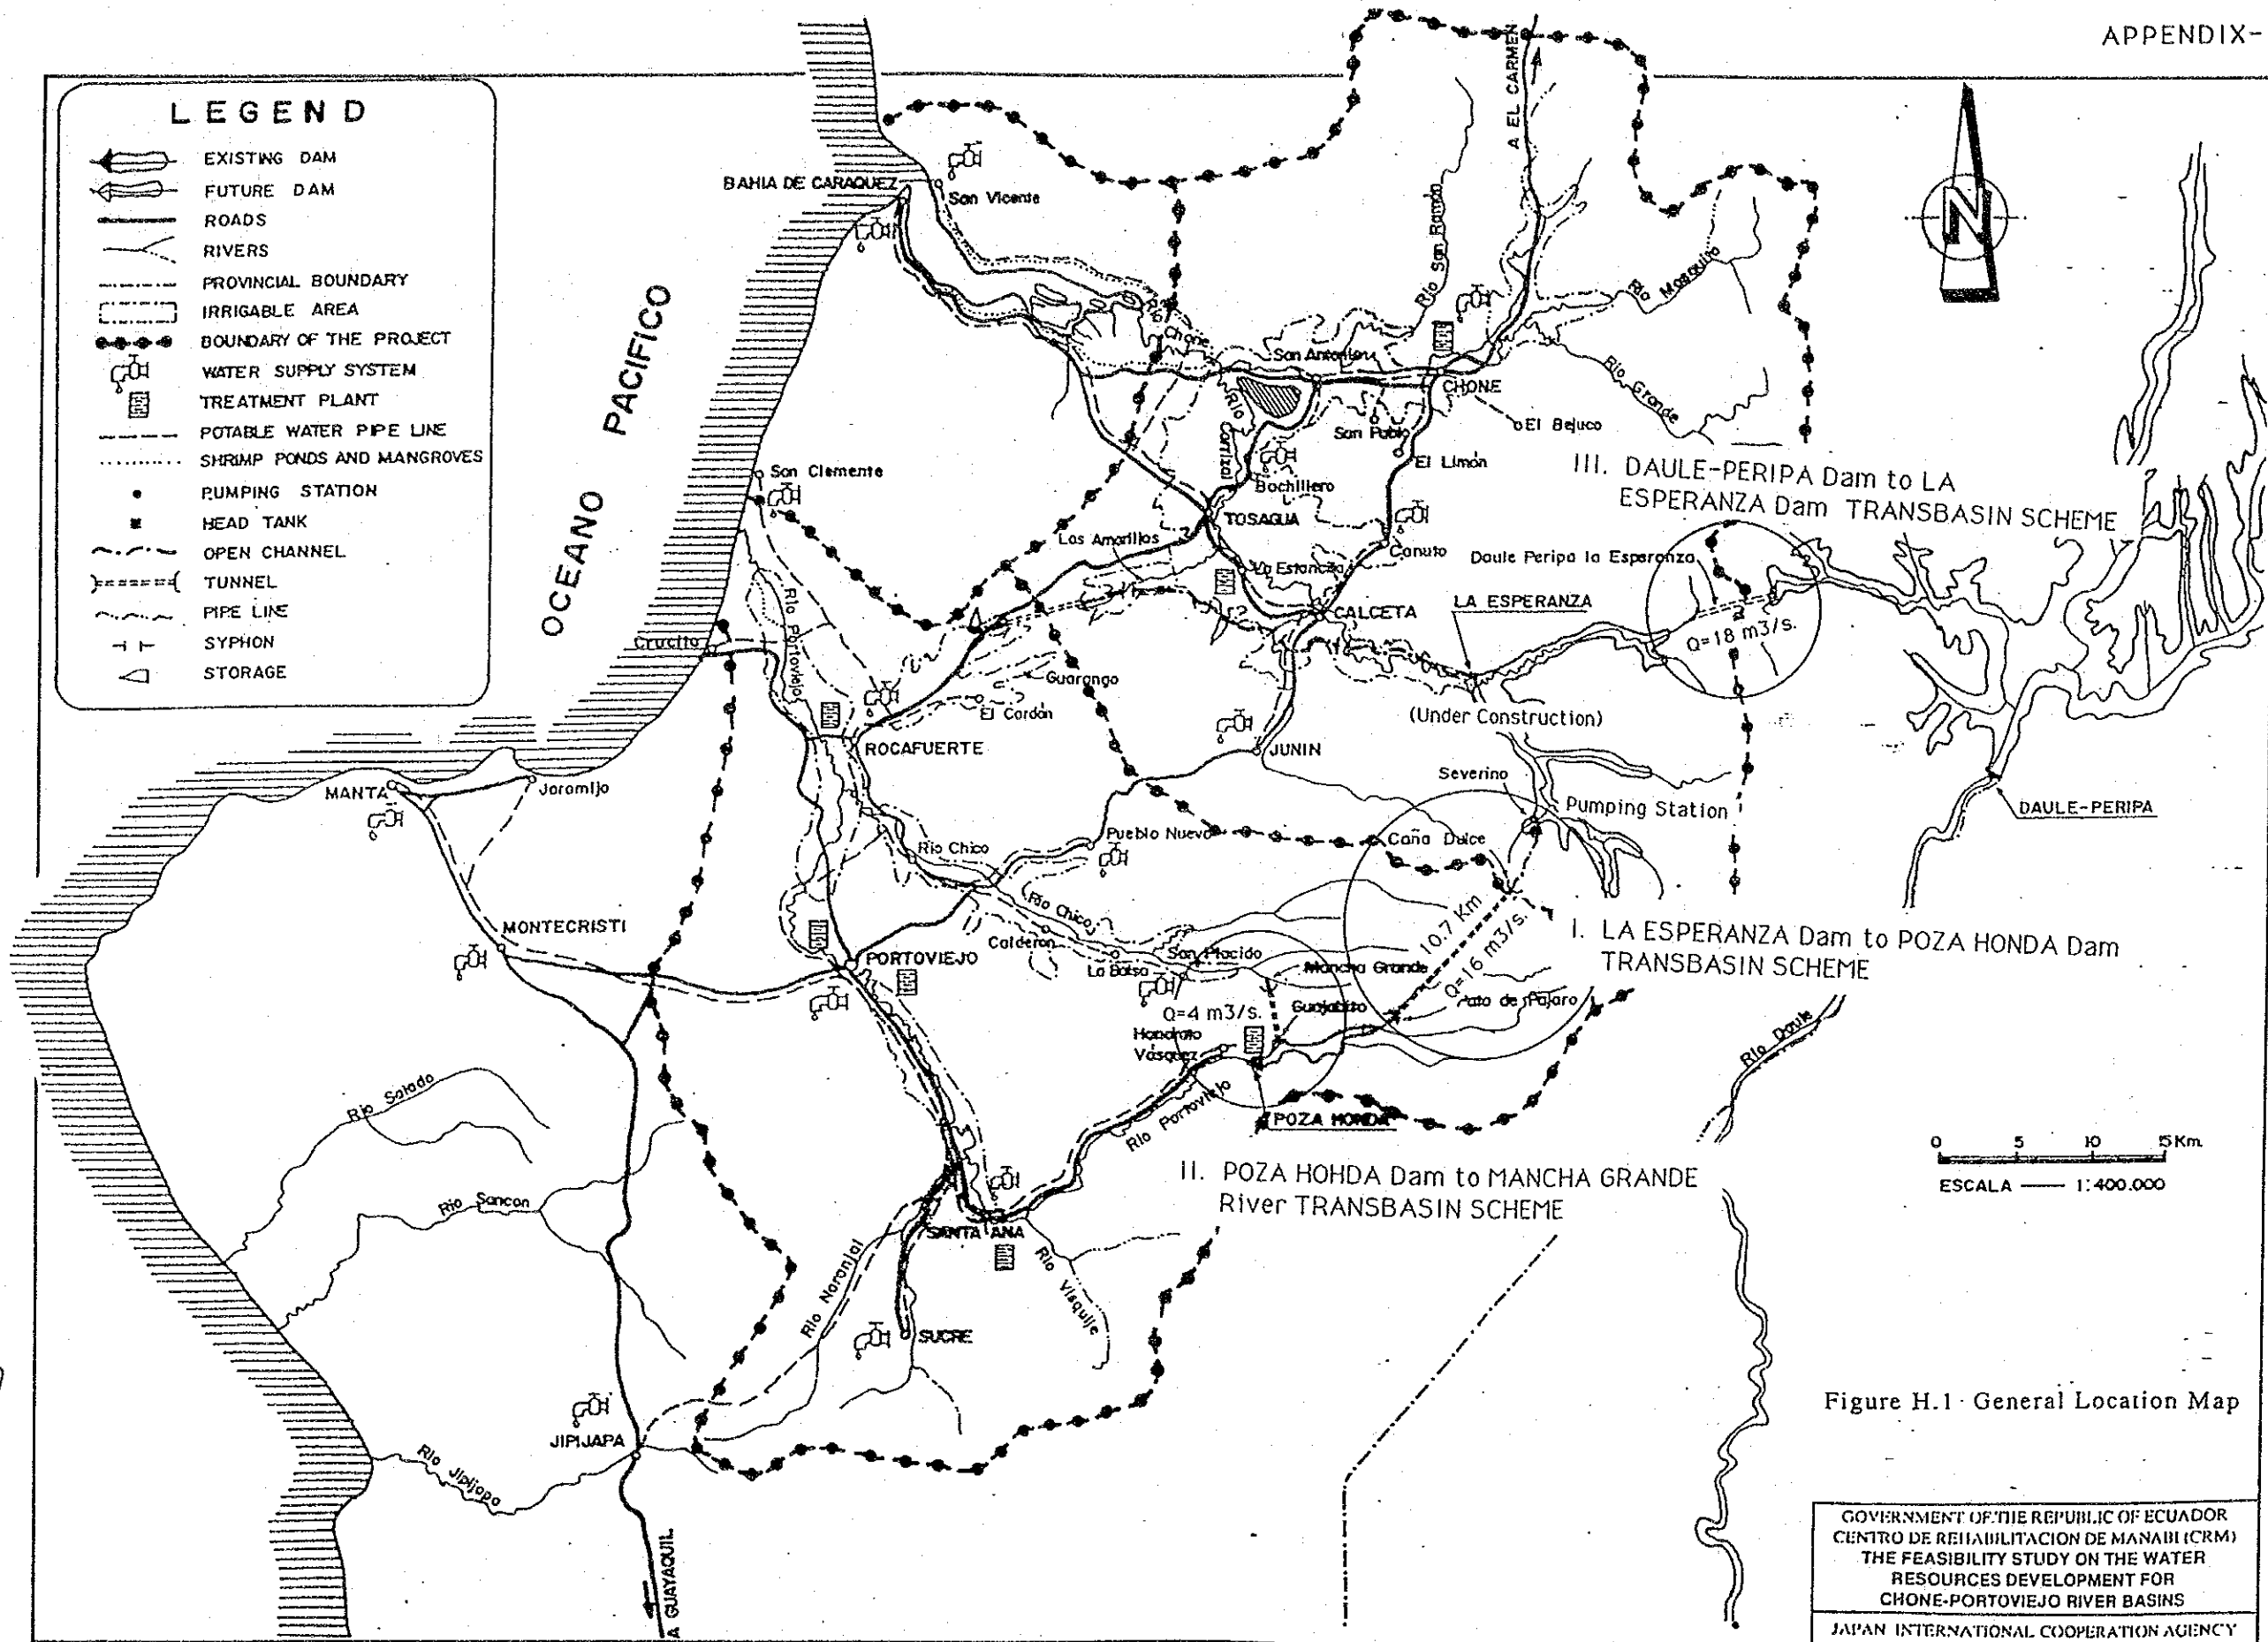 APPENDIX-
LEGEND
EXISTING DAM
FUTURE DAM
ROADS
RIVERS
PROVINCIAL BOUNDARY
IRRIGABLE AREA
BOUNDARY OF THE PROJECT
WATER SUPPLY SYSTEM
TREATMENT PLANT
POTABLE WATER PIPE LINE
SHRIMP PONDS AND MANGROVES
PUMPING STATION
HEAD TANK
OPEN CHANNEL
TUNNEL
PIPE LINE
SYPHON
STORAGE
OCEANO PACIFICO
A EL CARMEN
N
BAHIA DE CARAQUEZ
San Vicente
Rio San Ramón
Rio Mosquito
Rio Chone
San Antonio
CHONE
Rio Grande
El Bejuco
San Pablo
El Limón
Rio Carrizal
Bachillero
San Clemente
TOSAGUA
Los Amarillos
La Estancilla
Canuto
CALCETA
III. DAULE-PERIPA Dam to LA
ESPERANZA Dam TRANSBASIN SCHEME
Daule Peripa la Esperanza
LA ESPERANZA
Q=18 m3/s.
(Under Construction)
Crucita
Rio Portoviejo
Guarango
El Cardón
ROCAFUERTE
JUNIN
MANTA
Jaramijo
Severino
Pumping Station
DAULE-PERIPA
Pueblo Nuevo
Caña Dulce
Rio Chico
Rio Chico
MONTECRISTI
PORTOVIEJO
Calderon
La Balsa
San Placido
Mancha Grande
10.7 Km
Q=16 m3/s.
I. LA ESPERANZA Dam to POZA HONDA Dam
TRANSBASIN SCHEME
Pato de Pajaro
Guajabito
Q=4 m3/s.
Honorato
Vásquez
Rio Portoviejo
POZA HONDA
Rio Daule
Rio Salado
Rio Sancon
II. POZA HOHDA Dam to MANCHA GRANDE
River TRANSBASIN SCHEME
0 5 10 15 Km.
ESCALA — 1:400.000
SANTA ANA
Rio Visquije
Rio Naranjal
SUCRE
JIPIJAPA
Rio Jipijapa
A GUAYAQUIL
Figure H.1 General Location Map
GOVERNMENT OF THE REPUBLIC OF ECUADOR
CENTRO DE REHABILITACION DE MANABI (CRM)
THE FEASIBILITY STUDY ON THE WATER
RESOURCES DEVELOPMENT FOR
CHONE-PORTOVIEJO RIVER BASINS
JAPAN INTERNATIONAL COOPERATION AGENCY